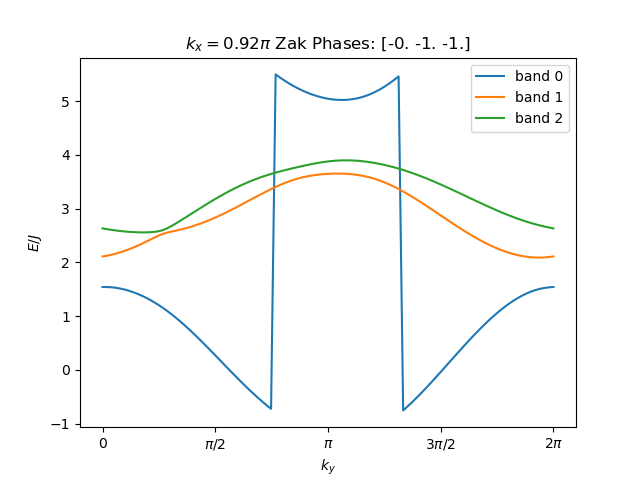 k_x = 0.92π Zak Phases: [-0. -1. -1.]
band 0
band 1
band 2
E/J
5
4
3
2
1
0
−1
0 π/2 π 3π/2 2π
k_y